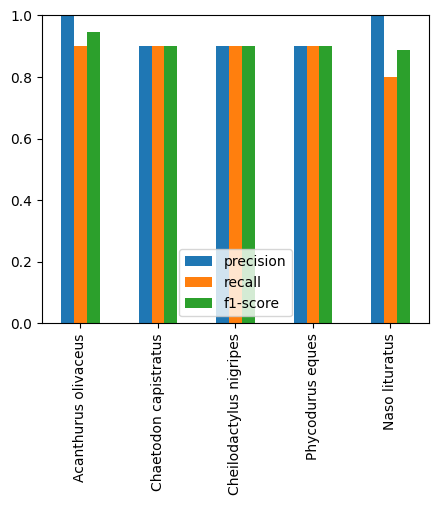 1.0
0.8
0.6
0.4
0.2
0.0
precision
recall
f1-score
Acanthurus olivaceus
Chaetodon capistratus
Cheilodactylus nigripes
Phycodurus eques
Naso lituratus